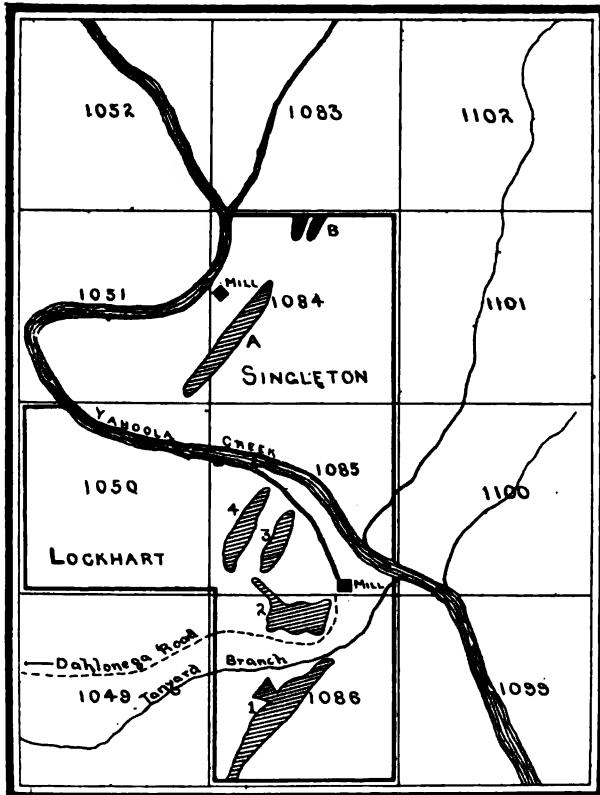 1052
1083
1102
B
MILL
1051
1084
1101
A
SINGLETON
YAHOOLA CREEK
1085
1050
1100
4
3
LOCKHART
MILL
2
Dahlonega Road
Tanyard Branch
1049
1
1086
1099